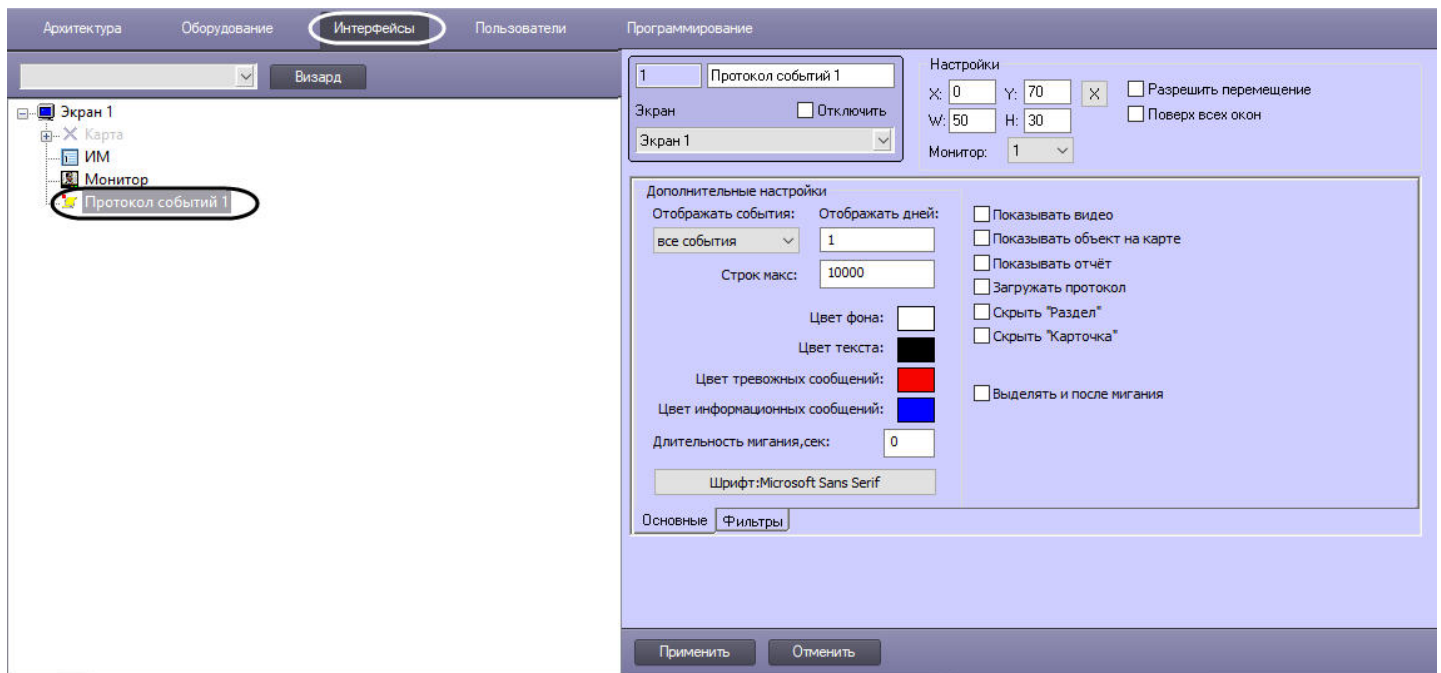 Архитектура Оборудование Интерфейсы Пользователи Программирование
Визард
Экран 1
Карта
ИМ
Монитор
Протокол событий 1
1 Протокол событий 1
Экран Отключить
Экран 1
Настройки
X: 0 Y: 70 X Разрешить перемещение
W: 50 H: 30 Поверх всех окон
Монитор: 1
Дополнительные настройки
Отображать события: Отображать дней:
все события 1
Строк макс: 10000
Цвет фона:
Цвет текста:
Цвет тревожных сообщений:
Цвет информационных сообщений:
Длительность мигания,сек: 0
Шрифт:Microsoft Sans Serif
Показывать видео
Показывать объект на карте
Показывать отчёт
Загружать протокол
Скрыть "Раздел"
Скрыть "Карточка"
Выделять и после мигания
Основные Фильтры
Применить Отменить